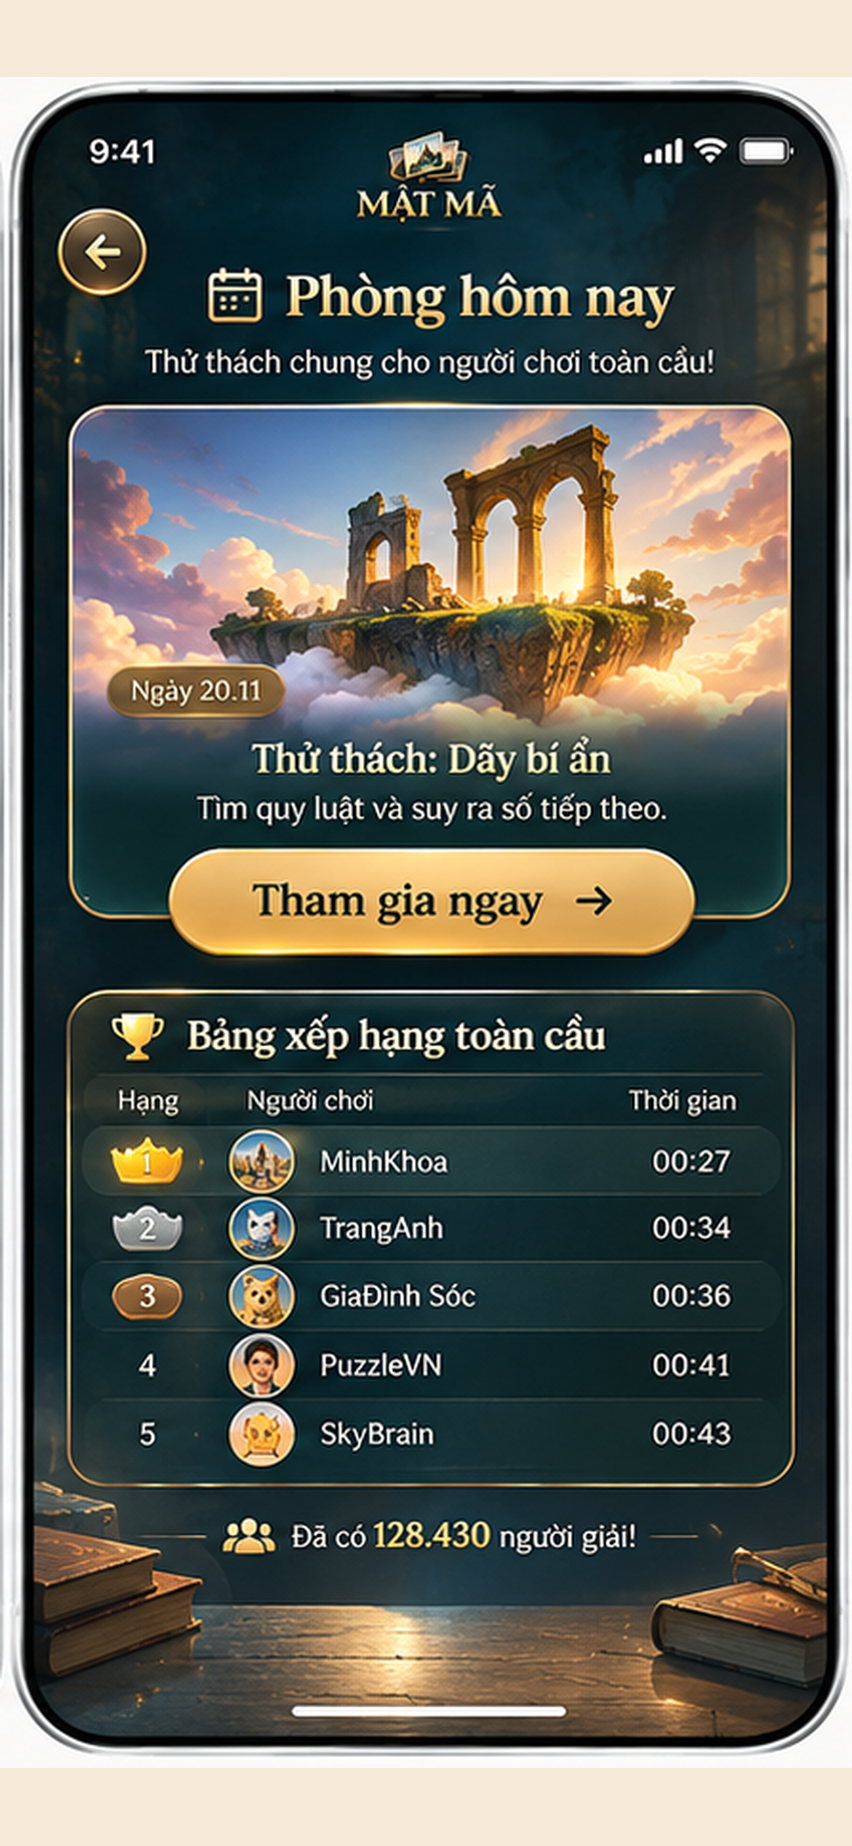 9:41
MẬT MÃ
Phòng hôm nay
Thử thách chung cho người chơi toàn cầu!
Ngày 20.11
Thử thách: Dãy bí ẩn
Tìm quy luật và suy ra số tiếp theo.
Tham gia ngay →
Bảng xếp hạng toàn cầu
Hạng Người chơi Thời gian
1 MinhKhoa 00:27
2 TrangAnh 00:34
3 GiaĐình Sóc 00:36
4 PuzzleVN 00:41
5 SkyBrain 00:43
Đã có 128.430 người giải!